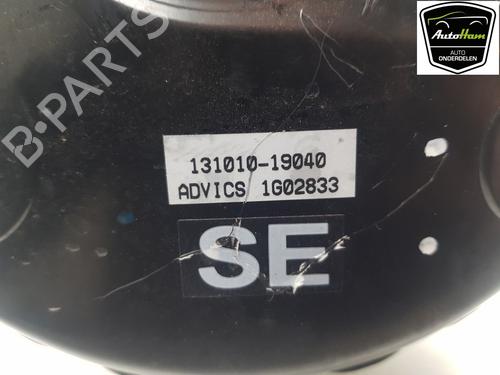 B-PARTS
AutoHam
AUTO
ONDERDELEN
131010-19040
ADVICS 1G02833
SE